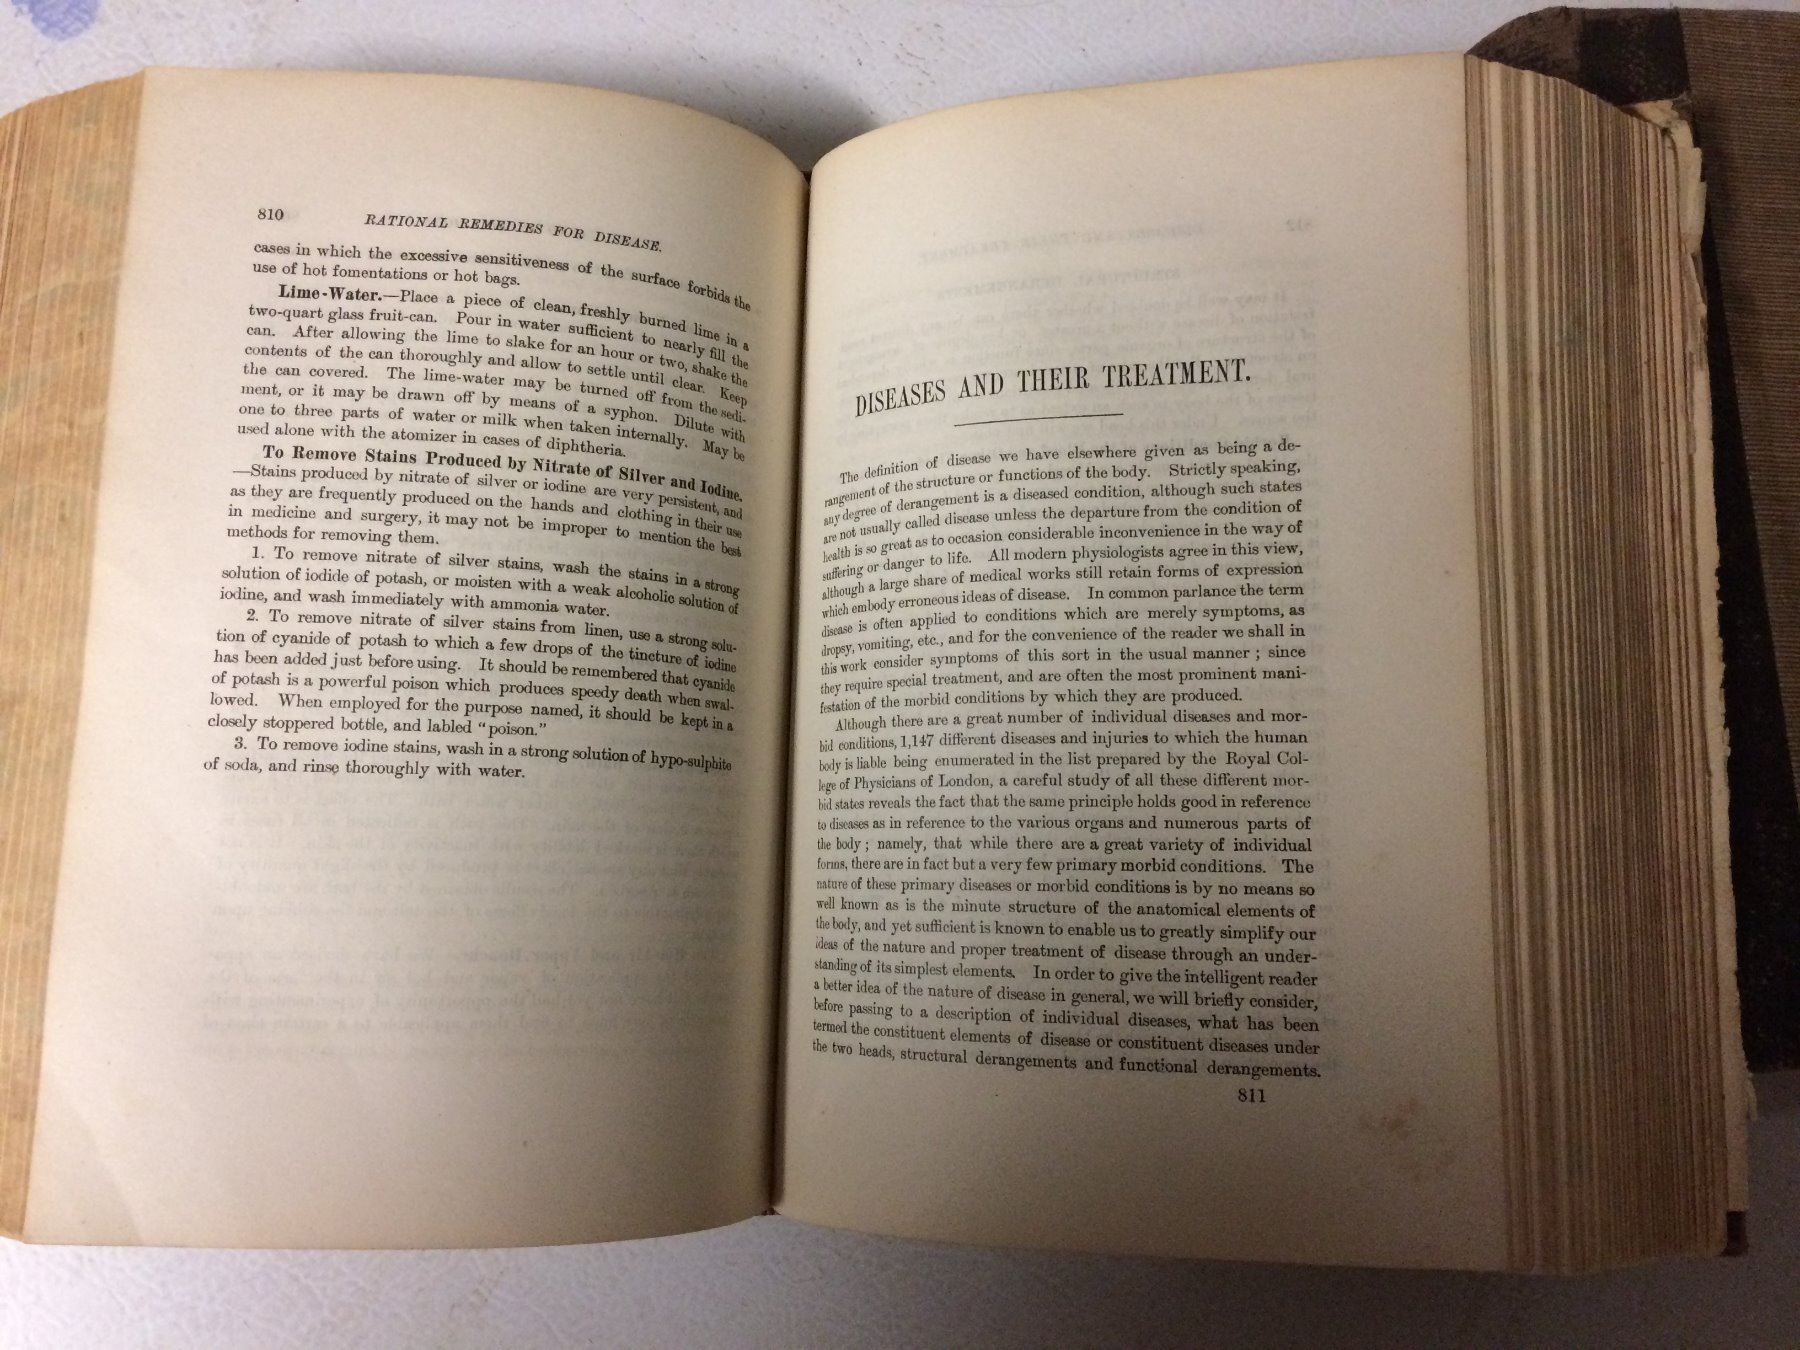 810
RATIONAL REMEDIES FOR DISEASE.
cases in which the excessive sensitiveness of the surface forbids the
use of hot fomentations or hot bags.
Lime-Water.—Place a piece of clean, freshly burned lime in a
two-quart glass fruit-can. Pour in water sufficient to nearly fill the
can. After allowing the lime to slake for an hour or two, shake the
contents of the can thoroughly and allow to settle until clear. Keep
the can covered. The lime-water may be turned off from the sedi-
ment, or it may be drawn off by means of a syphon. Dilute with
one to three parts of water or milk when taken internally. May be
used alone with the atomizer in cases of diphtheria.
To Remove Stains Produced by Nitrate of Silver and Iodine.
—Stains produced by nitrate of silver or iodine are very persistent, and
as they are frequently produced on the hands and clothing in their use
in medicine and surgery, it may not be improper to mention the best
methods for removing them.
1. To remove nitrate of silver stains, wash the stains in a strong
solution of iodide of potash, or moisten with a weak alcoholic solution of
iodine, and wash immediately with ammonia water.
2. To remove nitrate of silver stains from linen, use a strong solu-
tion of cyanide of potash to which a few drops of the tincture of iodine
has been added just before using. It should be remembered that cyanide
of potash is a powerful poison which produces speedy death when swal-
lowed. When employed for the purpose named, it should be kept in a
closely stoppered bottle, and labled "poison."
3. To remove iodine stains, wash in a strong solution of hypo-sulphite
of soda, and rinse thoroughly with water.
DISEASES AND THEIR TREATMENT.
The definition of disease we have elsewhere given as being a de-
rangement of the structure or functions of the body. Strictly speaking,
any degree of derangement is a diseased condition, although such states
are not usually called disease unless the departure from the condition of
health is so great as to occasion considerable inconvenience in the way of
suffering or danger to life. All modern physiologists agree in this view,
although a large share of medical works still retain forms of expression
which embody erroneous ideas of disease. In common parlance the term
disease is often applied to conditions which are merely symptoms, as
dropsy, vomiting, etc., and for the convenience of the reader we shall in
this work consider symptoms of this sort in the usual manner; since
they require special treatment, and are often the most prominent mani-
festation of the morbid conditions by which they are produced.
Although there are a great number of individual diseases and mor-
bid conditions, 1,147 different diseases and injuries to which the human
body is liable being enumerated in the list prepared by the Royal Col-
lege of Physicians of London, a careful study of all these different mor-
bid states reveals the fact that the same principle holds good in reference
to diseases as in reference to the various organs and numerous parts of
the body; namely, that while there are a great variety of individual
forms, there are in fact but a very few primary morbid conditions. The
nature of these primary diseases or morbid conditions is by no means so
well known as is the minute structure of the anatomical elements of
the body, and yet sufficient is known to enable us to greatly simplify our
ideas of the nature and proper treatment of disease through an under-
standing of its simplest elements. In order to give the intelligent reader
a better idea of the nature of disease in general, we will briefly consider,
before passing to a description of individual diseases, what has been
termed the constituent elements of disease or constituent diseases under
the two heads, structural derangements and functional derangements.
811